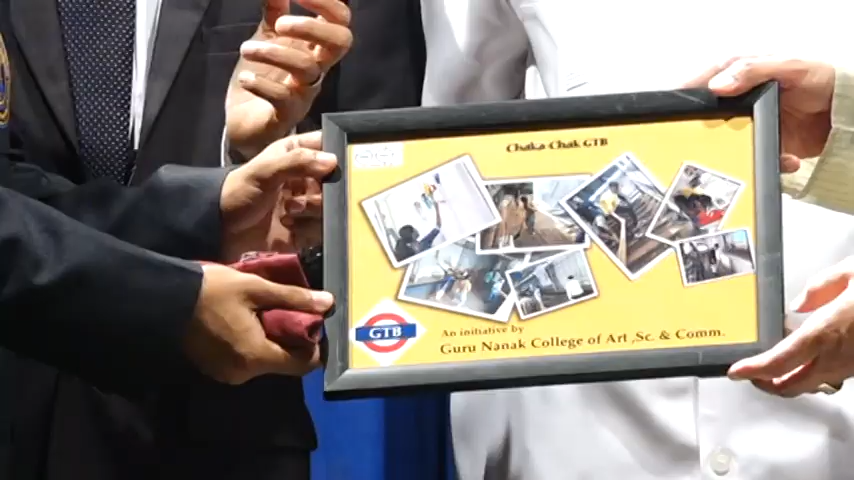 Chaka Chak GTB
GTB
An initiative by
Guru Nanak College of Art ,Sc. & Comm.